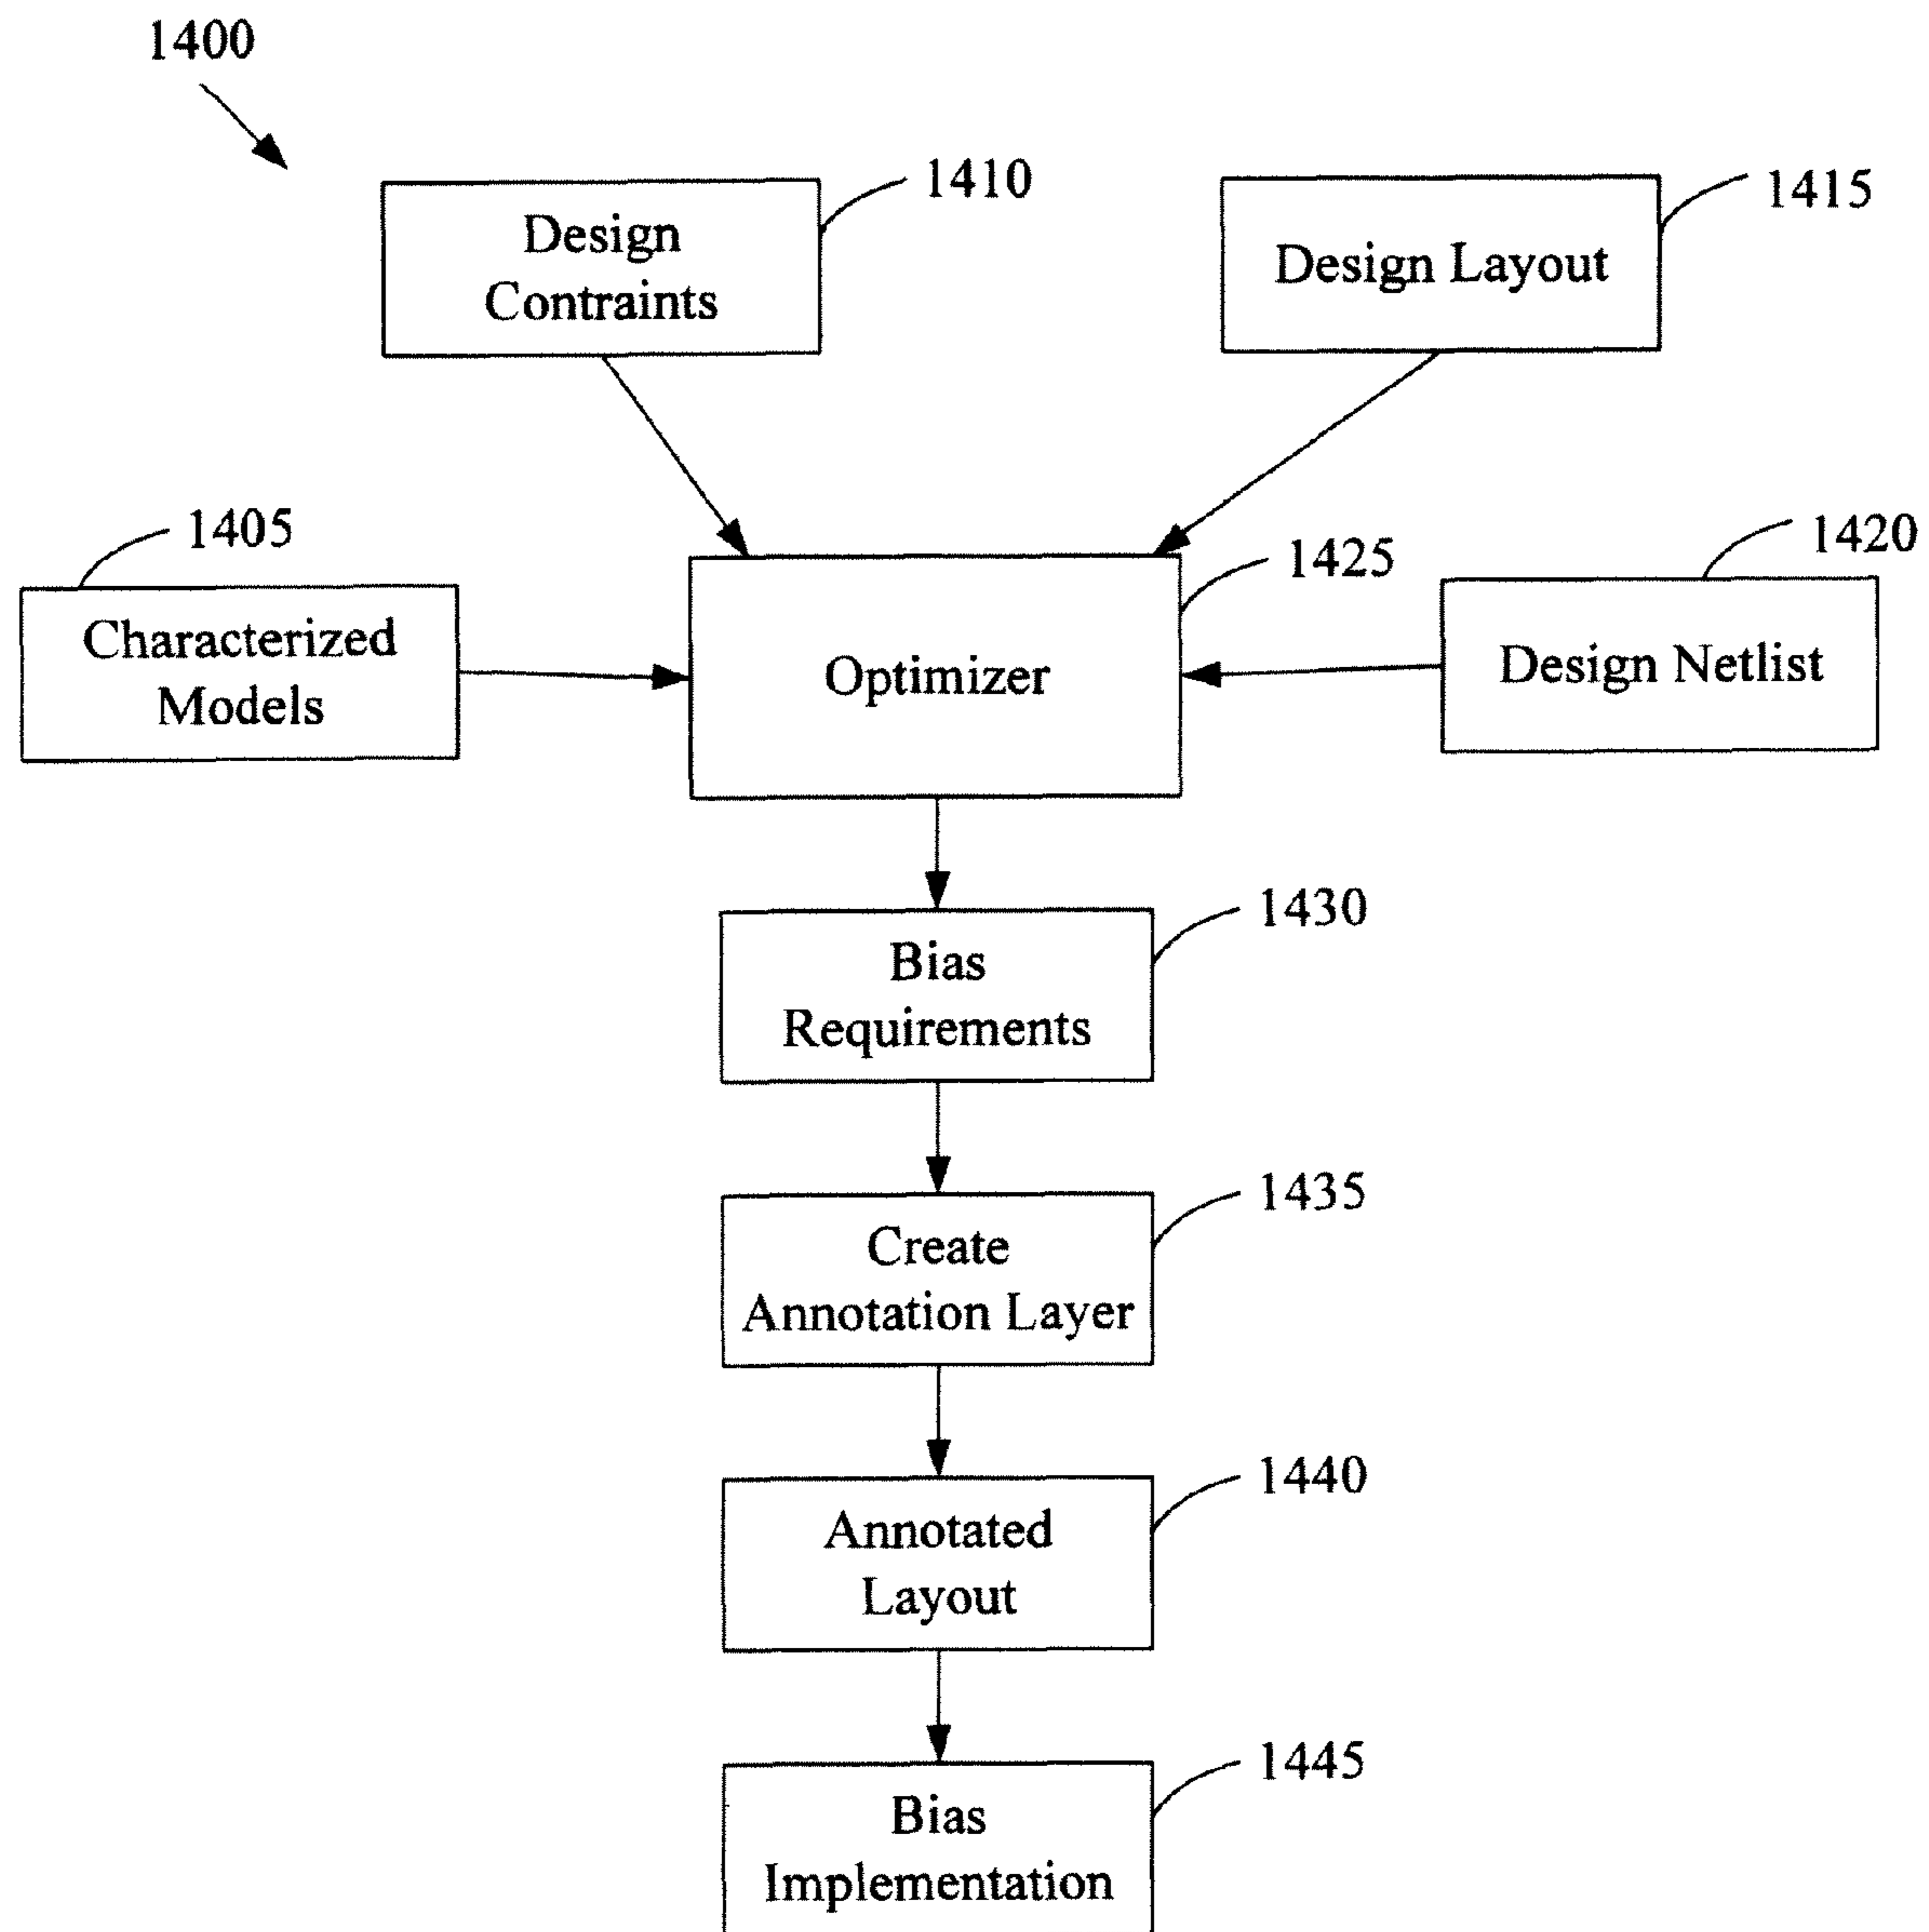 1400
1410
Design
Contraints
1415
Design Layout
1405
Characterized
Models
1425
Optimizer
1420
Design Netlist
1430
Bias
Requirements
1435
Create
Annotation Layer
1440
Annotated
Layout
1445
Bias
Implementation